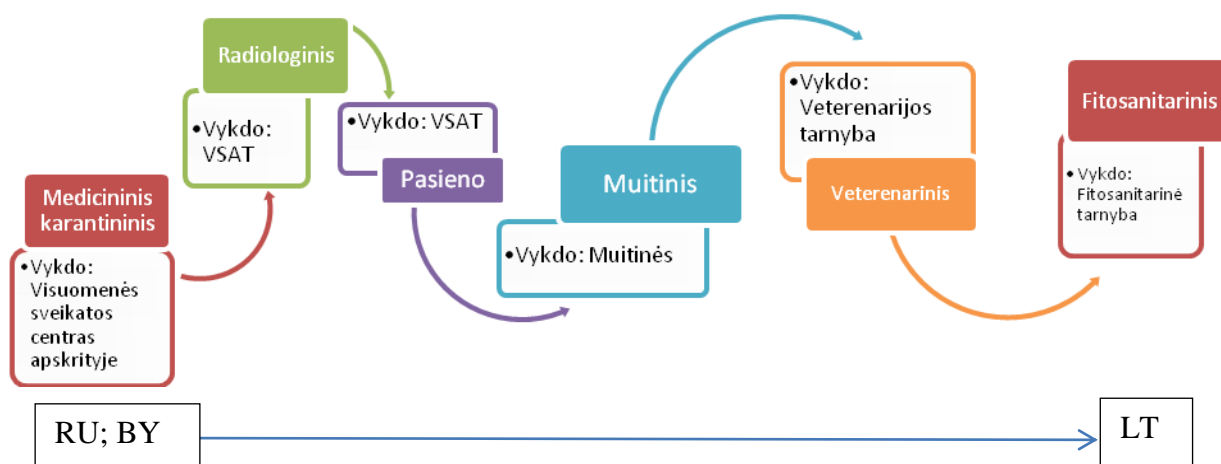 Medicininis
karantininis
•Vykdo:
Visuomenės
sveikatos
centras
apskrityje
Radiologinis
•Vykdo:
VSAT
•Vykdo: VSAT
Pasieno
Muitinis
•Vykdo: Muitinės
•Vykdo:
Veterenarijos
tarnyba
Veterenarinis
Fitosanitarinis
• Vykdo:
Fitosanitarinė
tarnyba
RU; BY
LT